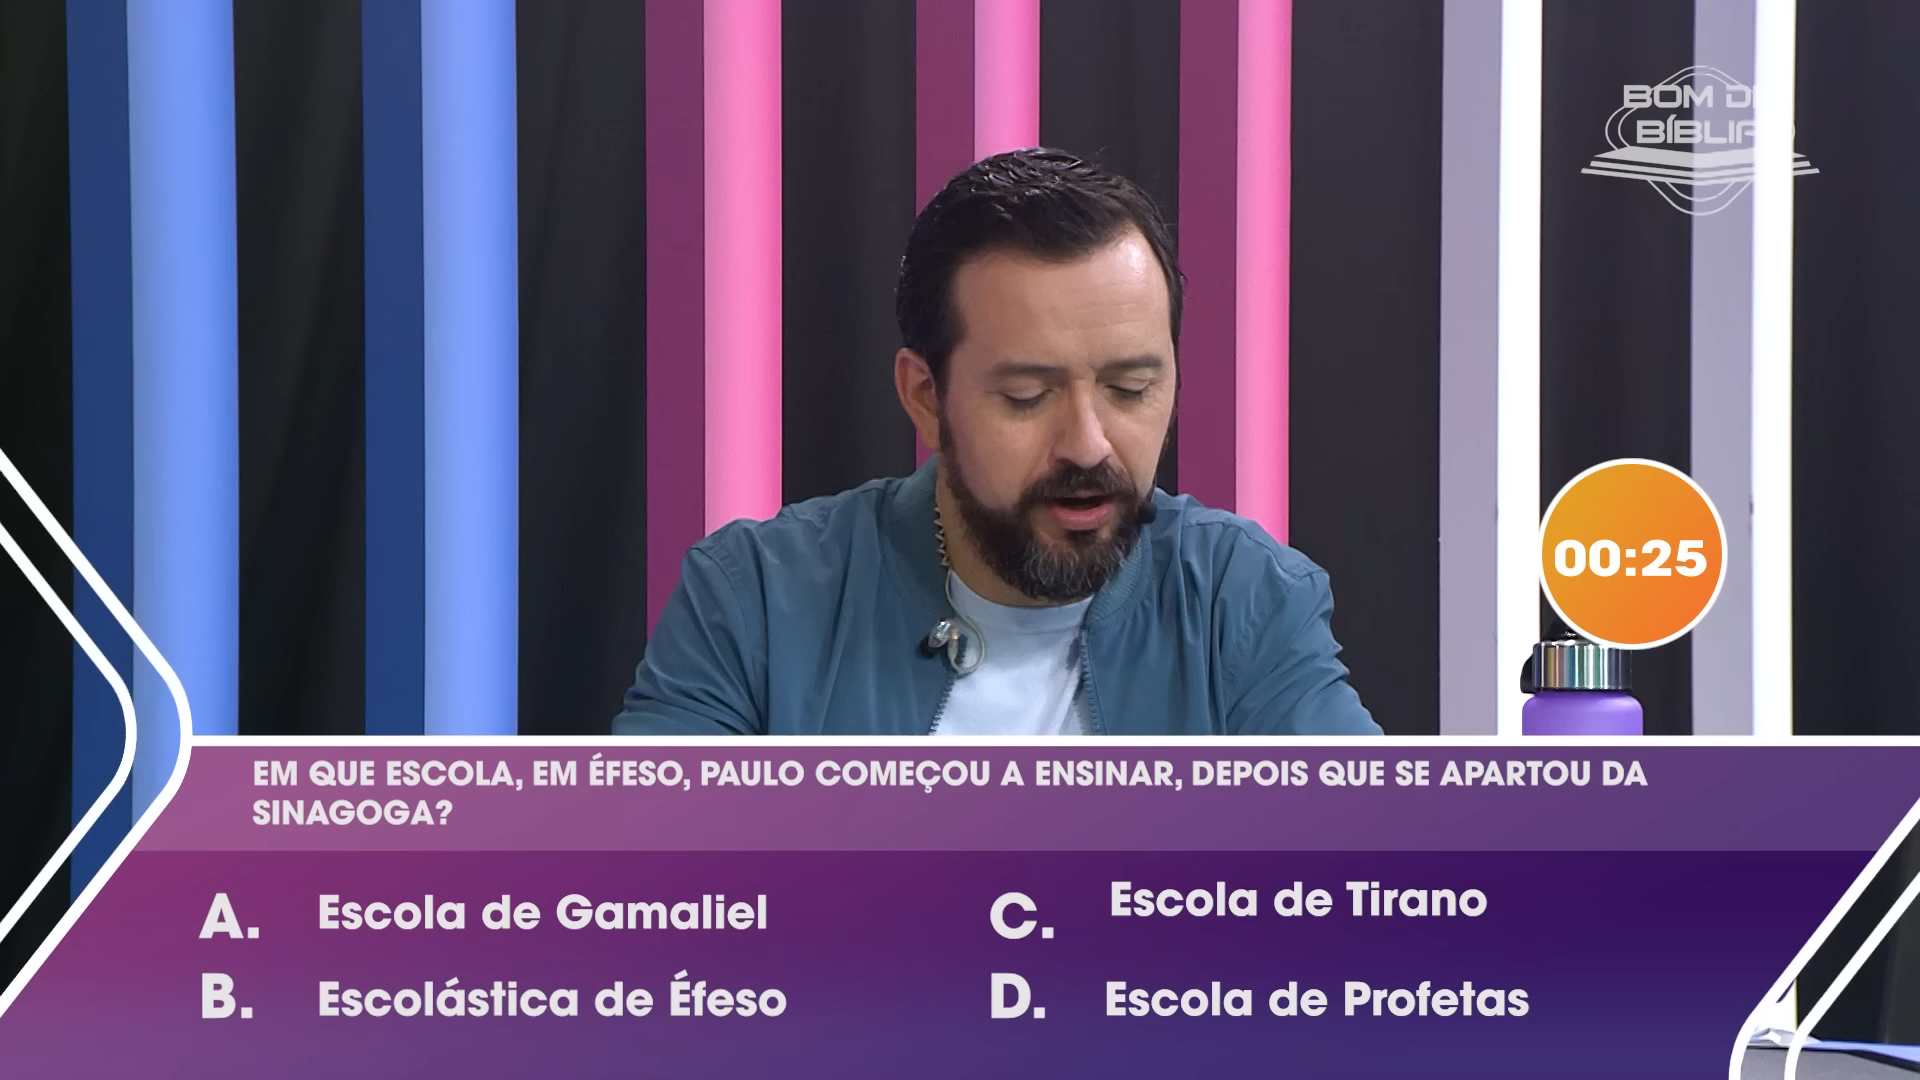 BOM DE
BÍBLIA
00:25
EM QUE ESCOLA, EM ÉFESO, PAULO COMEÇOU A ENSINAR, DEPOIS QUE SE APARTOU DA
SINAGOGA?
A. Escola de Gamaliel
B. Escolástica de Éfeso
C. Escola de Tirano
D. Escola de Profetas